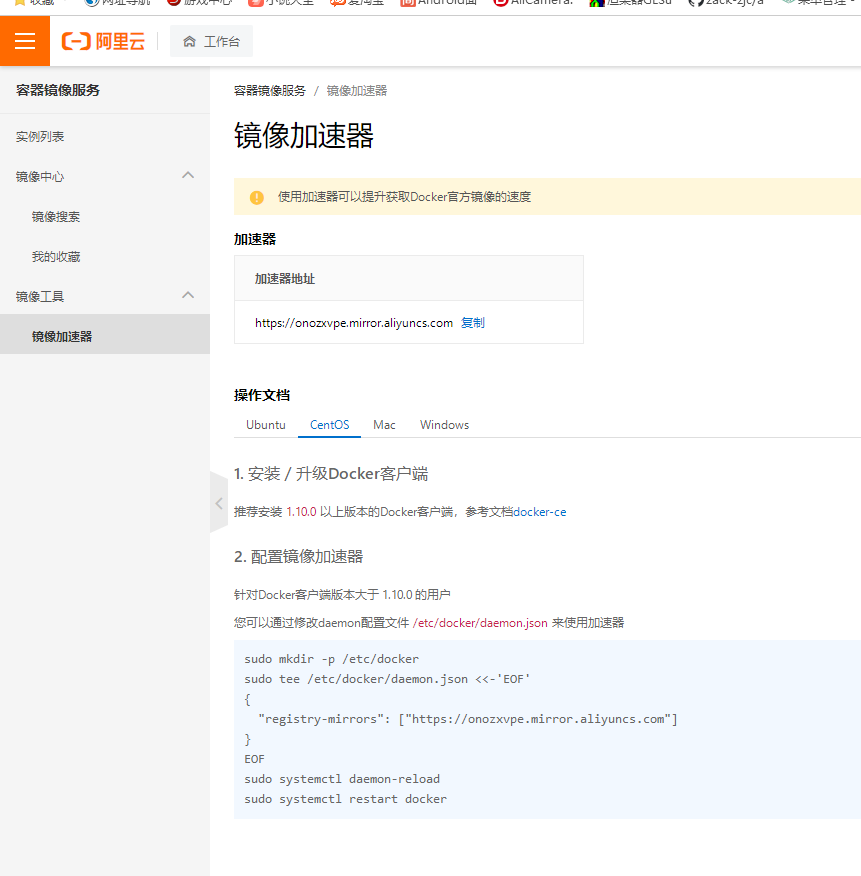 收藏 网址导航 游戏中心 小说大全 爱淘宝 Android面 AliCamera: zack-zjc/a 菜单管理
阿里云 工作台
容器镜像服务
实例列表
镜像中心
镜像搜索
我的收藏
镜像工具
镜像加速器
容器镜像服务 / 镜像加速器
镜像加速器
使用加速器可以提升获取Docker官方镜像的速度
加速器
加速器地址
https://onozxvpe.mirror.aliyuncs.com 复制
操作文档
Ubuntu CentOS Mac Windows
1. 安装 / 升级Docker客户端
推荐安装 1.10.0 以上版本的Docker客户端，参考文档docker-ce
2. 配置镜像加速器
针对Docker客户端版本大于 1.10.0 的用户
您可以通过修改daemon配置文件 /etc/docker/daemon.json 来使用加速器
sudo mkdir -p /etc/docker
sudo tee /etc/docker/daemon.json <<-'EOF'
{
  "registry-mirrors": ["https://onozxvpe.mirror.aliyuncs.com"]
}
EOF
sudo systemctl daemon-reload
sudo systemctl restart docker